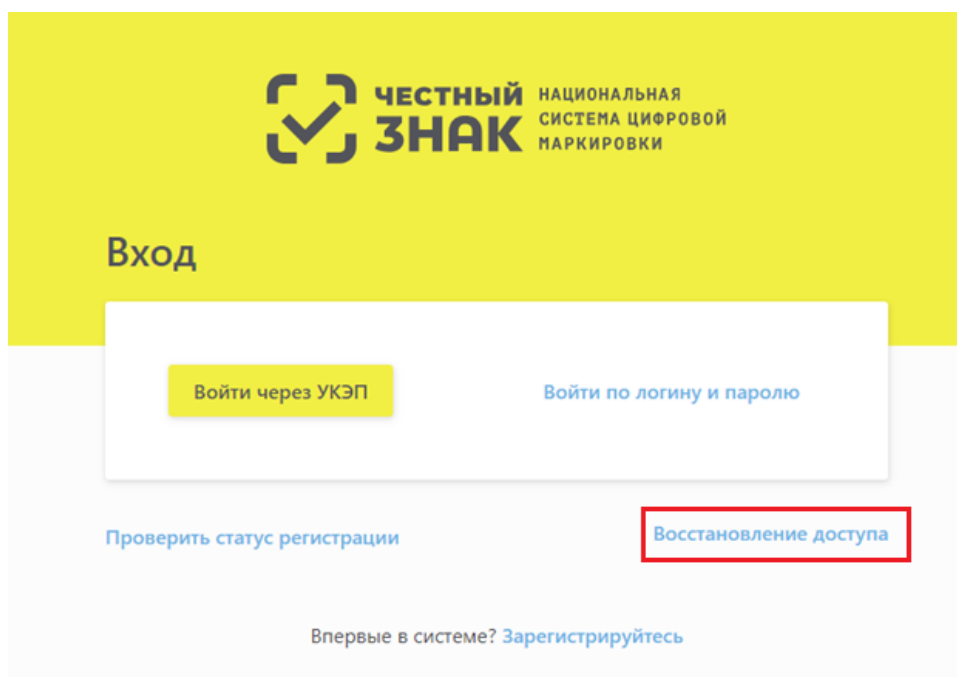 ЧЕСТНЫЙ
ЗНАК
НАЦИОНАЛЬНАЯ
СИСТЕМА ЦИФРОВОЙ
МАРКИРОВКИ
Вход
Войти через УКЭП
Войти по логину и паролю
Проверить статус регистрации
Восстановление доступа
Впервые в системе? Зарегистрируйтесь